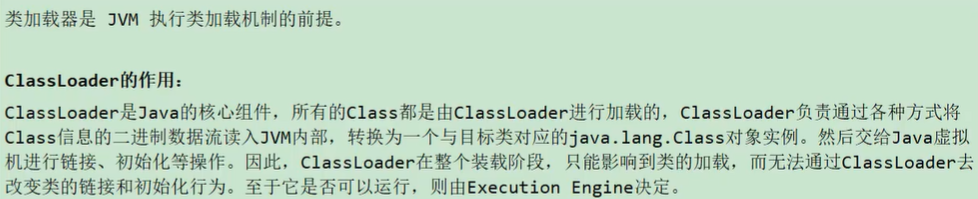 类加载器是 JVM 执行类加载机制的前提。
ClassLoader的作用：
ClassLoader是Java的核心组件，所有的Class都是由ClassLoader进行加载的，ClassLoader负责通过各种方式将
Class信息的二进制数据流读入JVM内部，转换为一个与目标类对应的java.lang.Class对象实例。然后交给Java虚拟
机进行链接、初始化等操作。因此，ClassLoader在整个装载阶段，只能影响到类的加载，而无法通过ClassLoader去
改变类的链接和初始化行为。至于它是否可以运行，则由Execution Engine决定。